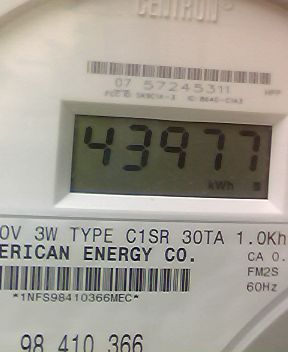 CENTRON®
07 57245311
43977
kWh
0V 3W TYPE C1SR 30TA 1.0Kh
ERICAN ENERGY CO.
CA 0.
FM2S
60Hz
*1NFS98410366MEC*
98 410 366